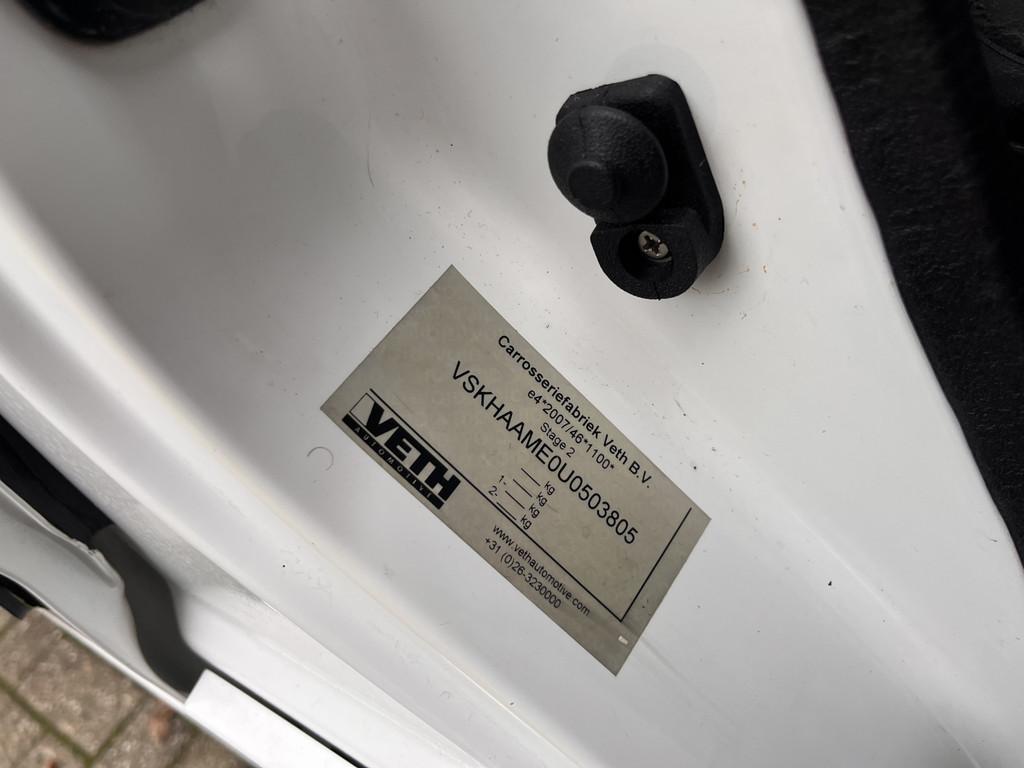 Carrosseriefabriek Veth B.V.
e4*2007/46*1100*
Stage 2
VSKHAAME0U0503805
kg
kg
1- kg
2- kg
VETH
AUTOMOTIVE
www.vethautomotive.com
+31 (0)26-3230000